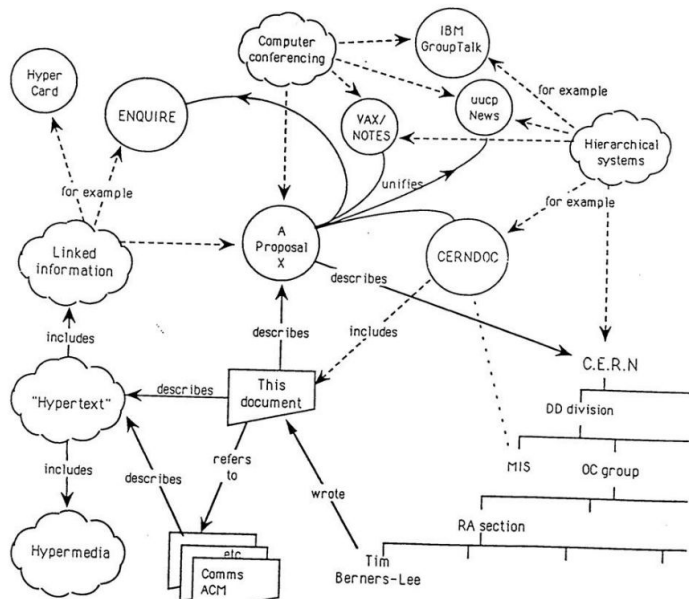 IBM
GroupTalk
Computer
conferencing
Hyper
Card
for example
uucp
News
ENQUIRE
VAX/
NOTES
Hierarchical
systems
unifies
for example
for example
A
Proposal
X
Linked
information
CERNDOC
describes
includes
describes
includes
C.E.R.N
This
document
describes
"Hypertext"
DD division
refers
to
MIS
OC group
includes
describes
wrote
RA section
Hypermedia
etc
Tim
Berners-Lee
Comms
ACM